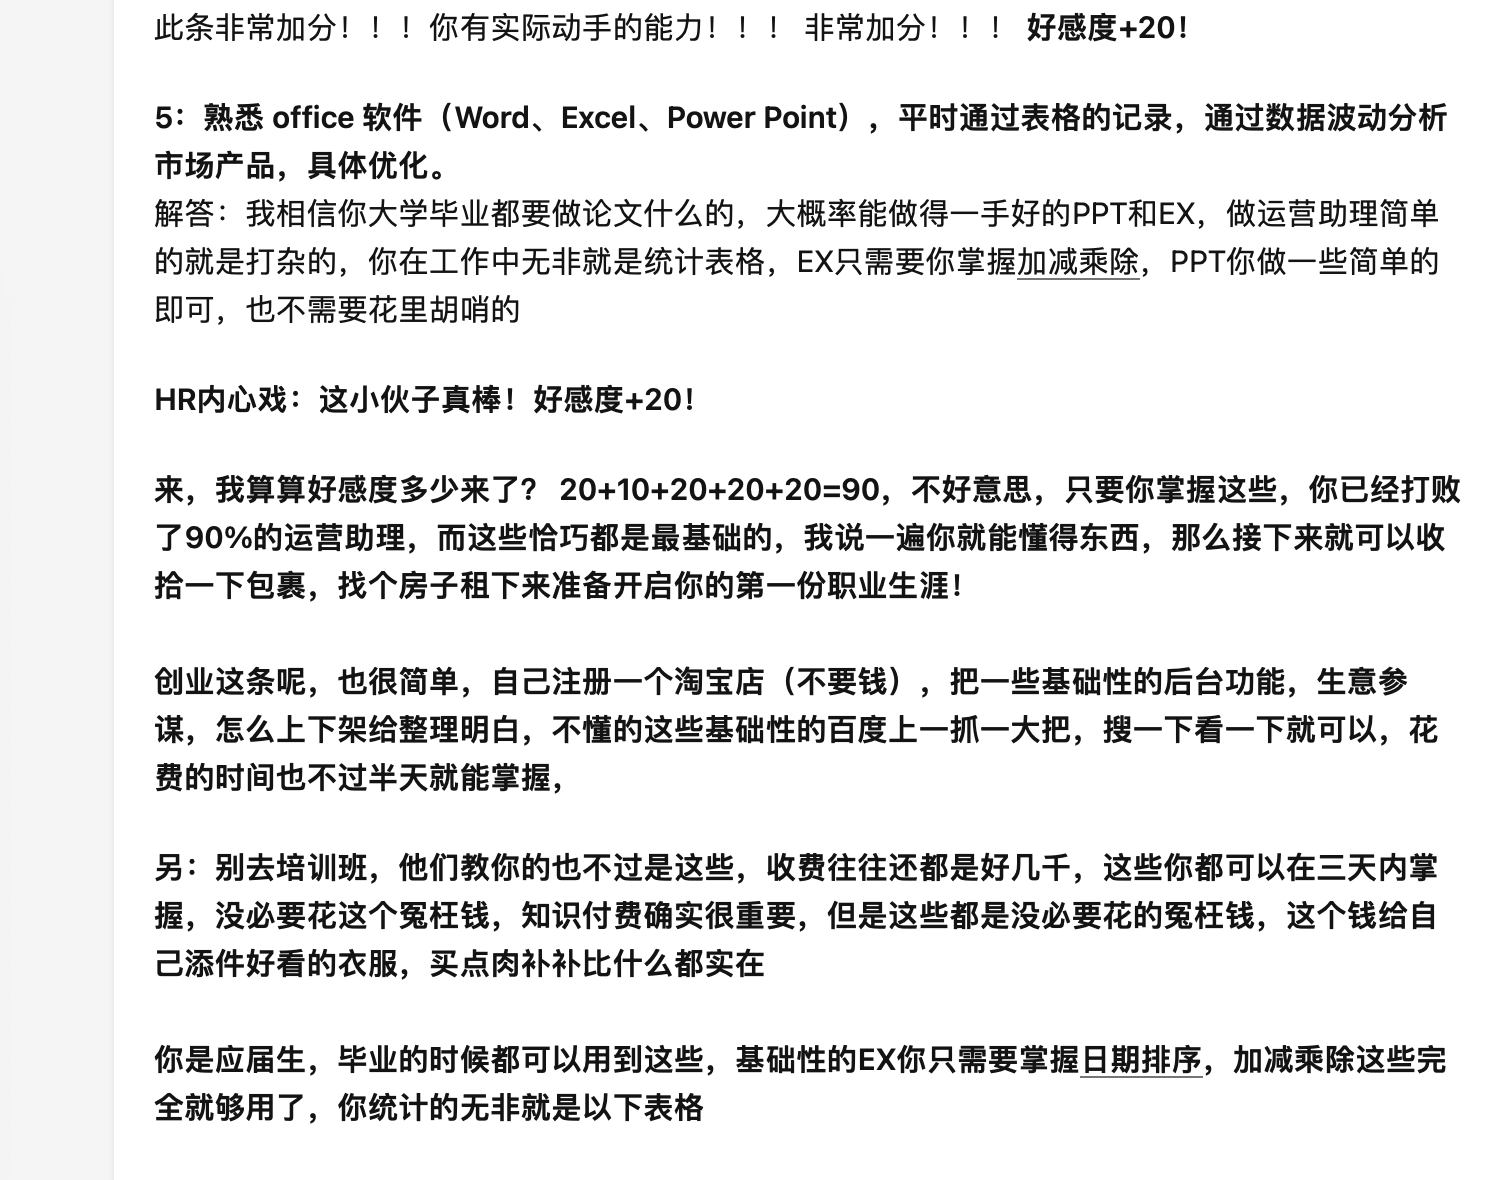 此条非常加分！！！你有实际动手的能力！！！ 非常加分！！！ 好感度+20！
5：熟悉 office 软件（Word、Excel、Power Point），平时通过表格的记录，通过数据波动分析
市场产品，具体优化。
解答：我相信你大学毕业都要做论文什么的，大概率能做得一手好的PPT和EX，做运营助理简单
的就是打杂的，你在工作中无非就是统计表格，EX只需要你掌握加减乘除，PPT你做一些简单的
即可，也不需要花里胡哨的
HR内心戏：这小伙子真棒！好感度+20！
来，我算算好感度多少来了？ 20+10+20+20+20=90，不好意思，只要你掌握这些，你已经打败
了90%的运营助理，而这些恰巧都是最基础的，我说一遍你就能懂得东西，那么接下来就可以收
拾一下包裹，找个房子租下来准备开启你的第一份职业生涯！
创业这条呢，也很简单，自己注册一个淘宝店（不要钱），把一些基础性的后台功能，生意参
谋，怎么上下架给整理明白，不懂的这些基础性的百度上一抓一大把，搜一下看一下就可以，花
费的时间也不过半天就能掌握，
另：别去培训班，他们教你的也不过是这些，收费往往还都是好几千，这些你都可以在三天内掌
握，没必要花这个冤枉钱，知识付费确实很重要，但是这些都是没必要花的冤枉钱，这个钱给自
己添件好看的衣服，买点肉补补比什么都实在
你是应届生，毕业的时候都可以用到这些，基础性的EX你只需要掌握日期排序，加减乘除这些完
全就够用了，你统计的无非就是以下表格